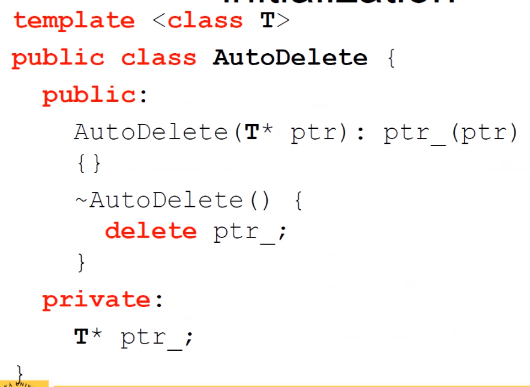 Initialization
template <class T>
public class AutoDelete {
public:
AutoDelete(T* ptr): ptr_(ptr)
{}
~AutoDelete() {
delete ptr_;
}
private:
T* ptr_;
}